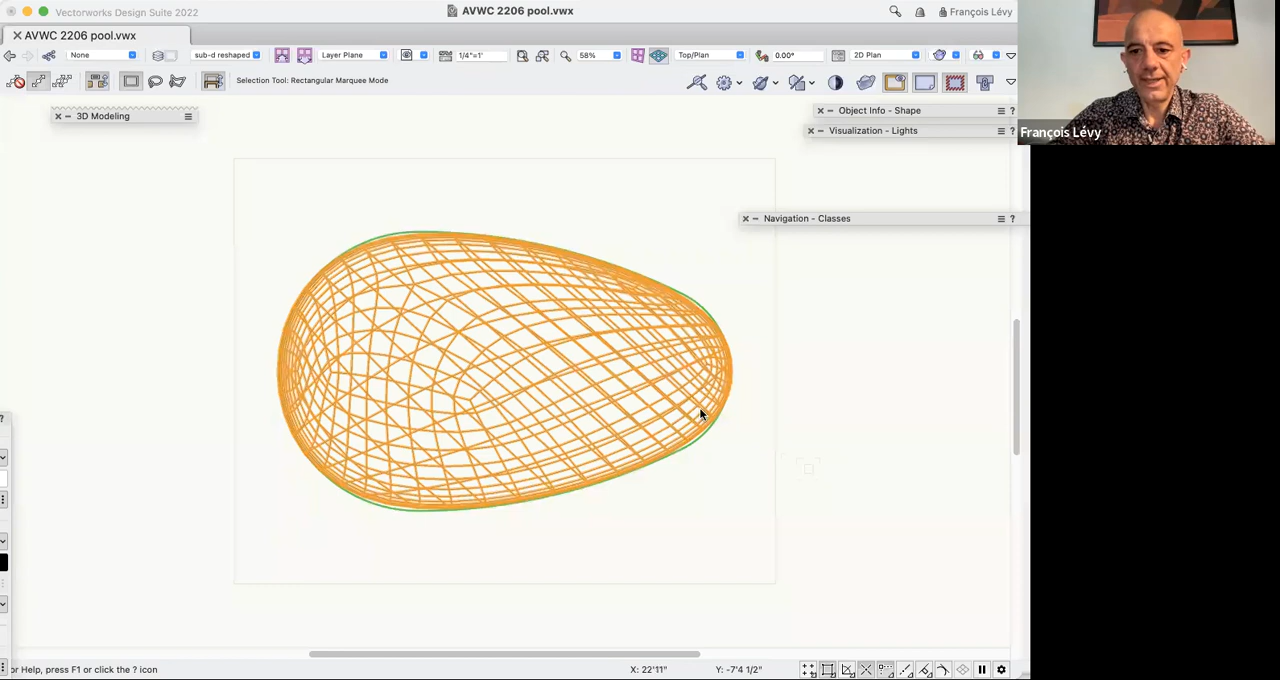 Vectorworks Design Suite 2022
AVWC 2206 pool.vwx
François Lévy
AVWC 2206 pool.vwx
None
sub-d reshaped
Layer Plane
1/4"=1'
58%
Top/Plan
0.00°
2D Plan
Selection Tool: Rectangular Marquee Mode
3D Modeling
Object Info - Shape
?
Visualization - Lights
?
François Lévy
Navigation - Classes
?
?
or Help, press F1 or click the ? icon
X: 22'11"
Y: -7'4 1/2"